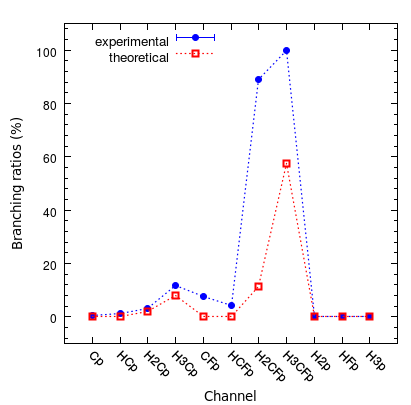 experimental
theoretical
Branching ratios (%)
100
80
60
40
20
0
Cp
HCp
H2Cp
H3Cp
CFp
HCFp
H2CFp
H3CFp
H2p
HFp
H3p
Channel